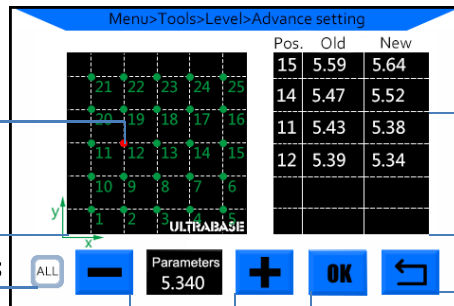 Menu>Tools>Level>Advance setting
Pos. Old New
15 5.59 5.64
14 5.47 5.52
11 5.43 5.38
12 5.39 5.34
21 22 23 24 25
20 19 18 17 16
11 12 13 14 15
10 9 8 7 6
1 2 3 4 5
ULTRABASE
y
x
ALL
Parameters
5.340
OK